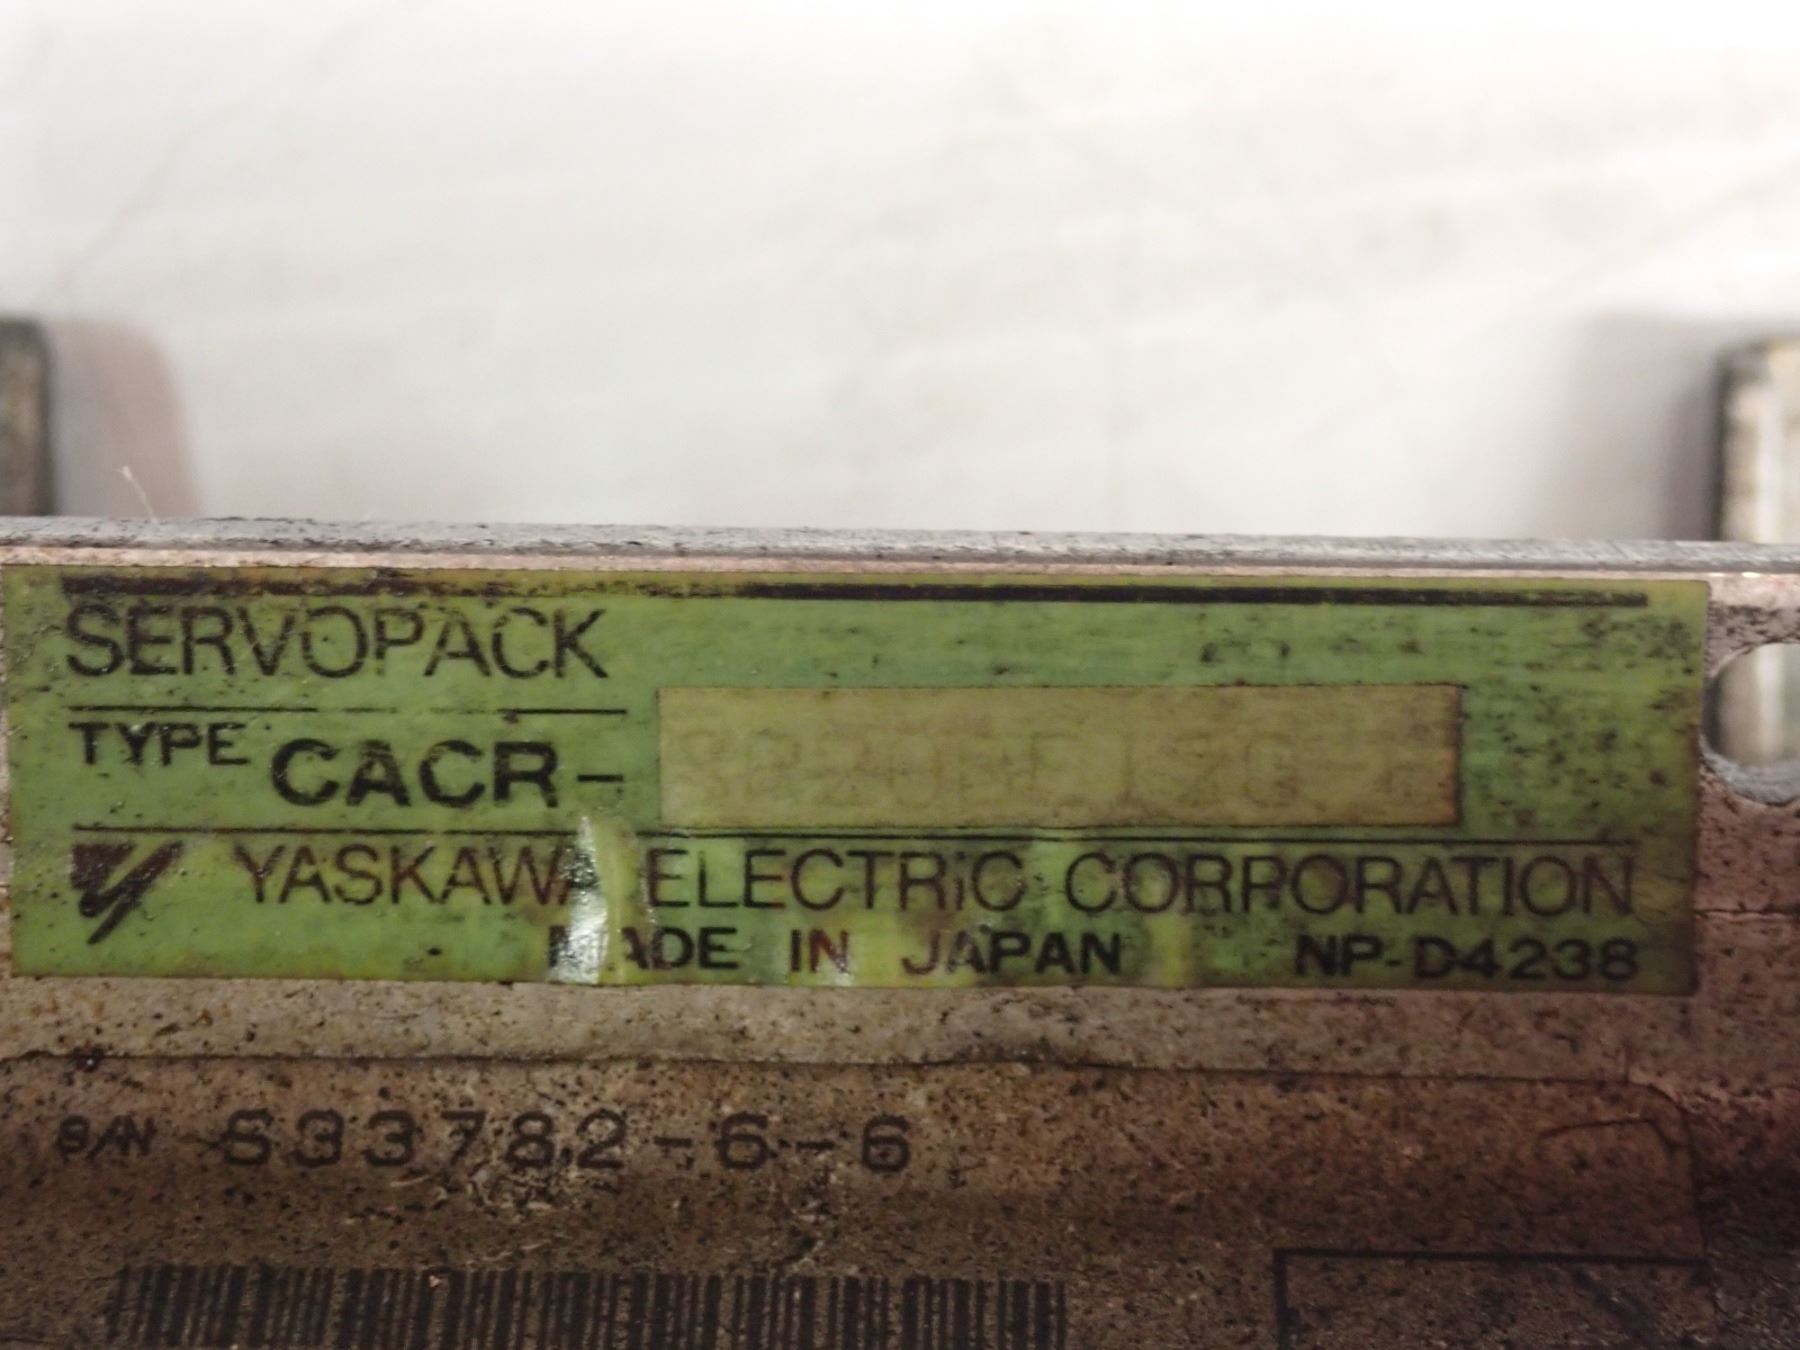 SERVOPACK
TYPE CACR-
YASKAWA ELECTRIC CORPORATION
MADE IN JAPAN NP-D4238
S/N S33782-6-6